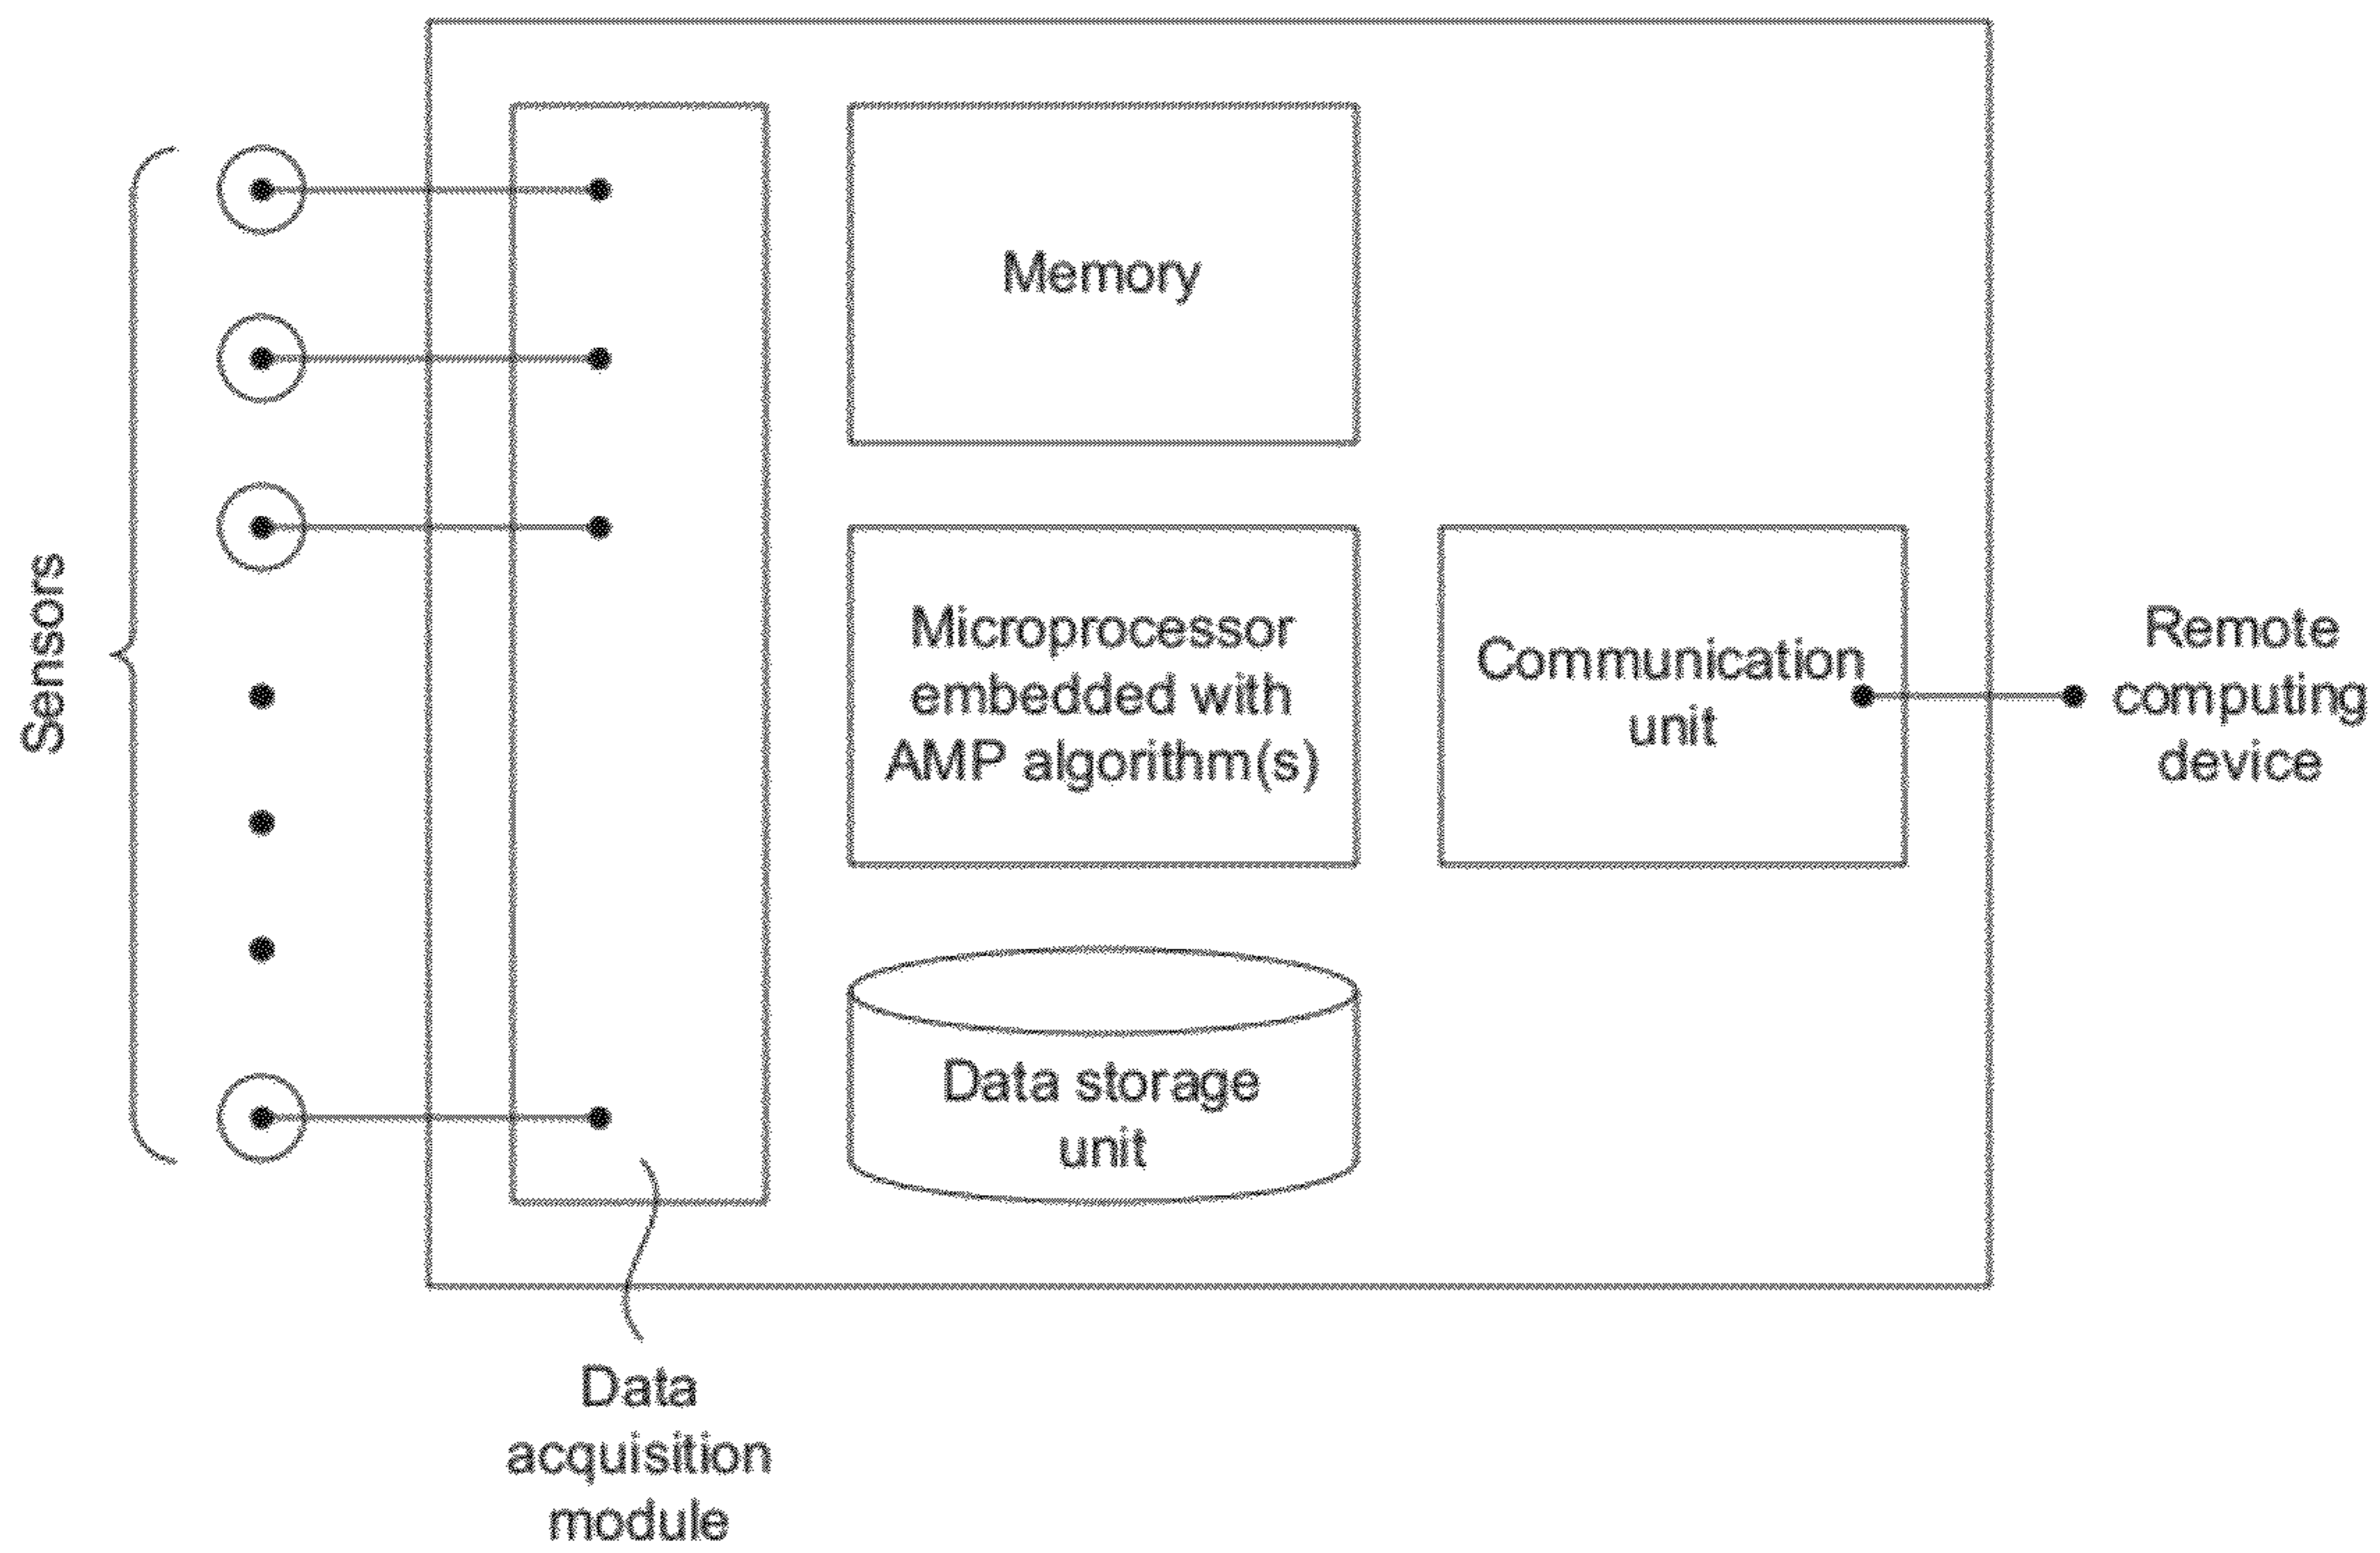 Sensors
Memory
Microprocessor
embedded with
AMP algorithm(s)
Communication
unit
Remote
computing
device
Data storage
unit
Data
acquisition
module